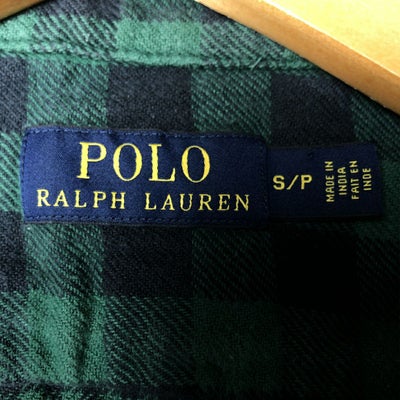 POLO
RALPH LAUREN
S/P
MADE IN
INDIA
FAIT EN
INDE